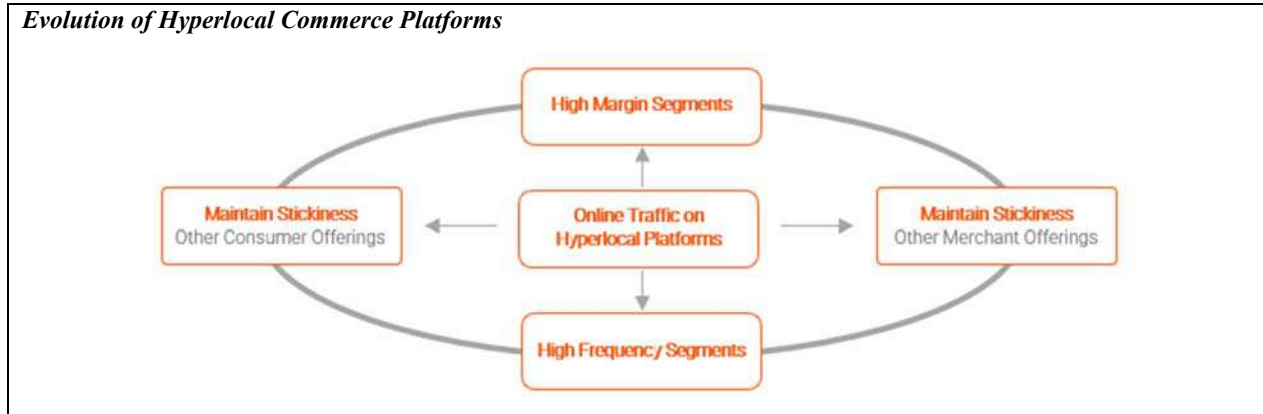 Evolution of Hyperlocal Commerce Platforms
High Margin Segments
Maintain Stickiness
Other Consumer Offerings
Online Traffic on
Hyperlocal Platforms
Maintain Stickiness
Other Merchant Offerings
High Frequency Segments